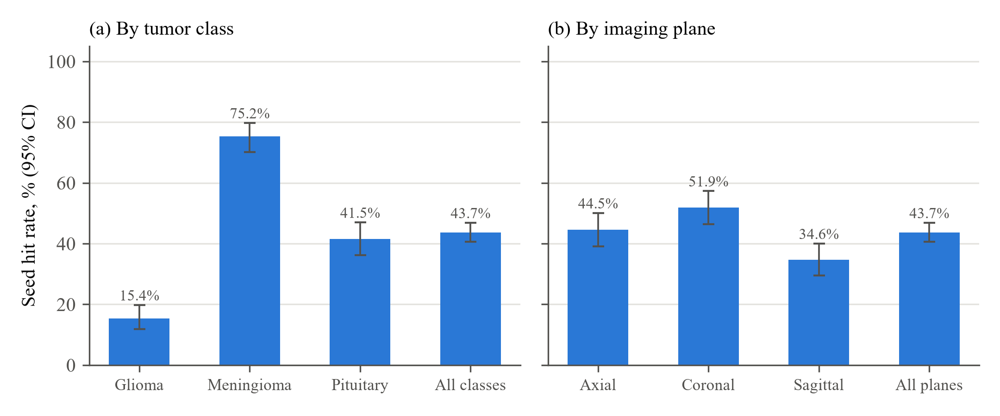 (a) By tumor class
Seed hit rate, % (95% CI)
100
80
60
40
20
0
15.4%
75.2%
41.5%
43.7%
Glioma
Meningioma
Pituitary
All classes
(b) By imaging plane
44.5%
51.9%
34.6%
43.7%
Axial
Coronal
Sagittal
All planes